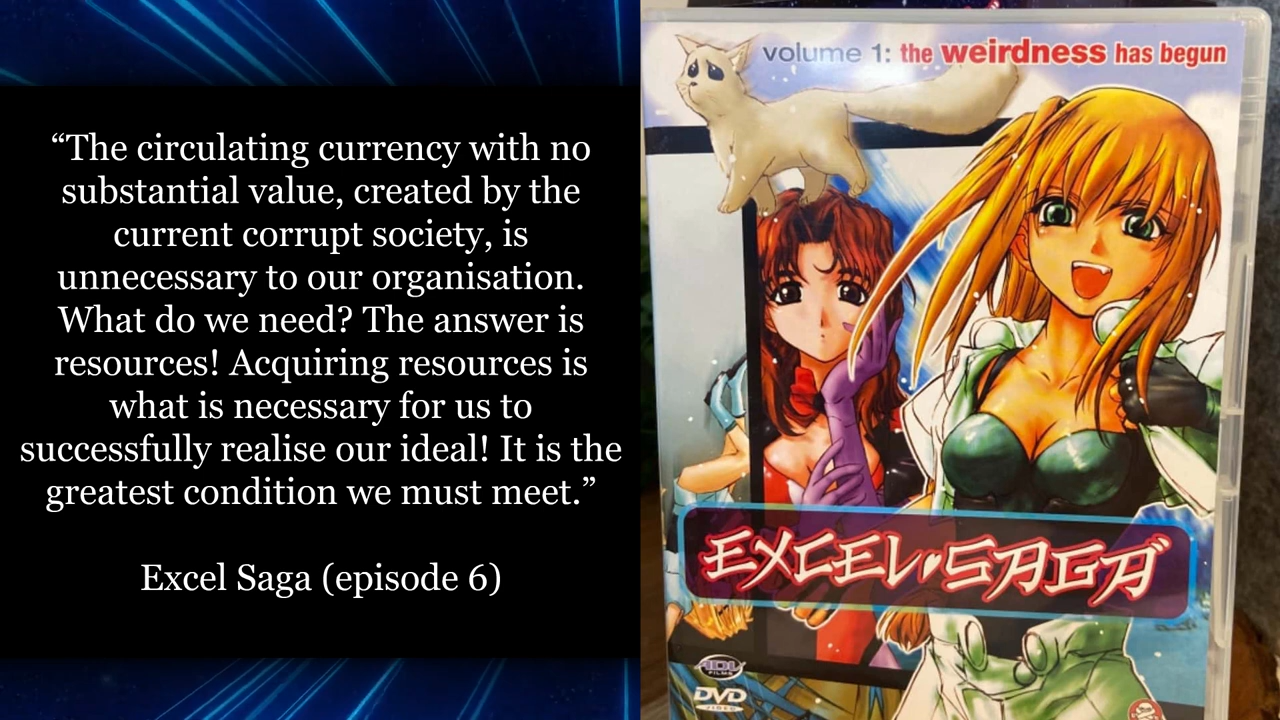 “The circulating currency with no
substantial value, created by the
current corrupt society, is
unnecessary to our organisation.
What do we need? The answer is
resources! Acquiring resources is
what is necessary for us to
successfully realise our ideal! It is the
greatest condition we must meet.”
Excel Saga (episode 6)
volume 1: the weirdness has begun
EXCEL♥SAGA
ADV
FILMS
DVD
VIDEO